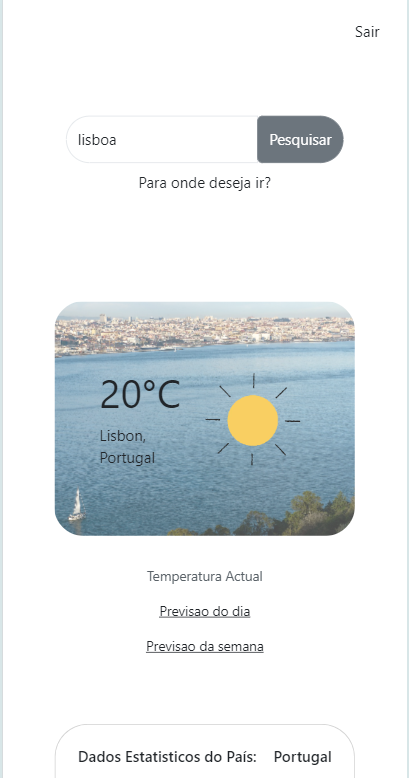 Sair
lisboa Pesquisar
Para onde deseja ir?
20°C
Lisbon,
Portugal
Temperatura Actual
Previsao do dia
Previsao da semana
Dados Estatisticos do País: Portugal